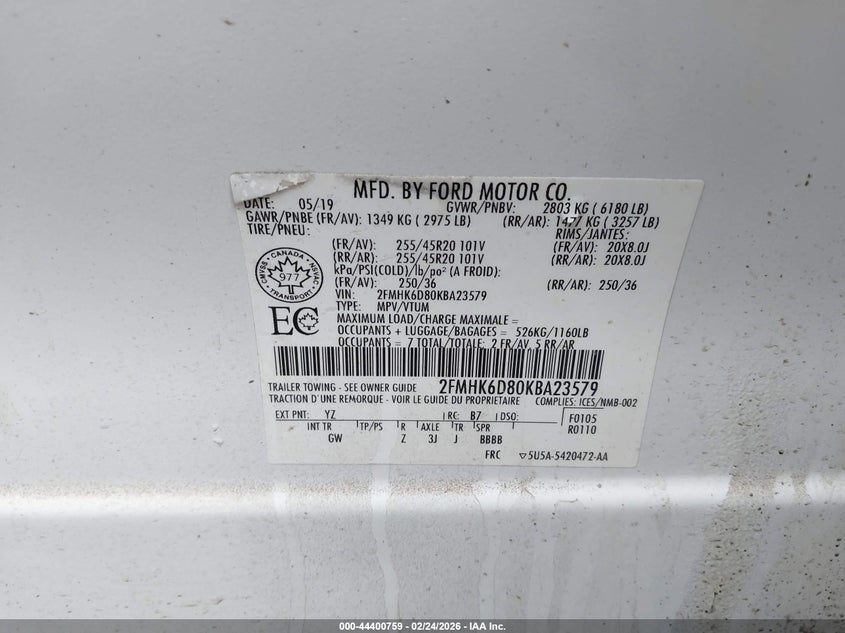 MFD. BY FORD MOTOR CO.
DATE: 05/19 GVWR/PNBV: 2803 KG ( 6180 LB)
GAWR/PNBE (FR/AV): 1349 KG ( 2975 LB) (RR/AR): 1477 KG ( 3257 LB)
TIRE/PNEU: RIMS/JANTES:
(FR/AV): 255/45R20 101V (FR/AV): 20X8.0J
(RR/AR): 255/45R20 101V (RR/AR): 20X8.0J
kPa/PSI(COLD)/lb/po² (A FROID):
(FR/AV): 250/36 (RR/AR): 250/36
VIN: 2FMHK6D80KBA23579
TYPE: MPV/VTUM
CMVSS CANADA NSVAC
977
EC
MAXIMUM LOAD/CHARGE MAXIMALE =
OCCUPANTS + LUGGAGE/BAGAGES = 526KG/1160LB
OCCUPANTS = 7 TOTAL/TOTALE: 2 FR/AV, 5 RR/AR
TRAILER TOWING - SEE OWNER GUIDE 2FMHK6D80KBA23579
TRACTION D'UNE REMORQUE - VOIR LE GUIDE DU PROPRIETAIRE COMPLIES: ICES/NMB-002
EXT PNT: YZ RC: B7 DSO: F0105
INT TR TP/PS R AXLE TR SPR R0110
GW Z 3J J BBBB
FRC ▽5U5A-5420472-AA
000-44400759 - 02/24/2026 - IAA Inc.